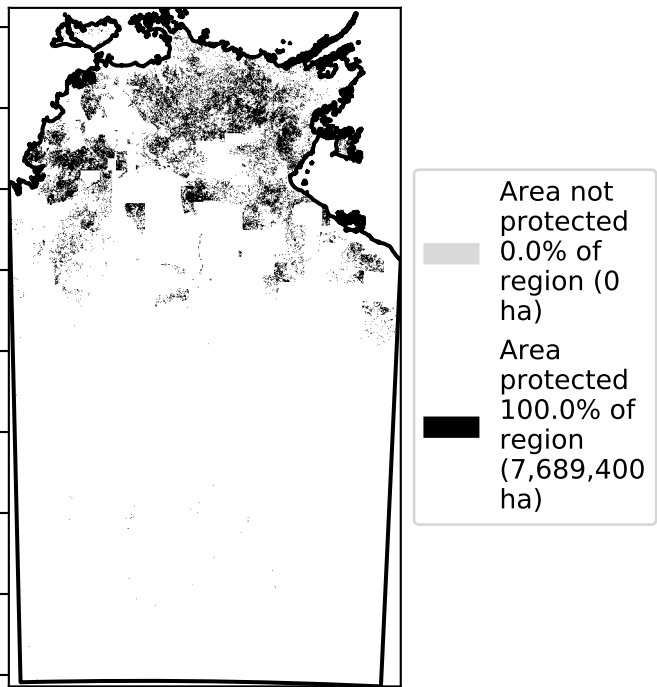 Area not
protected
0.0% of
region (0
ha)
Area
protected
100.0% of
region
(7,689,400
ha)